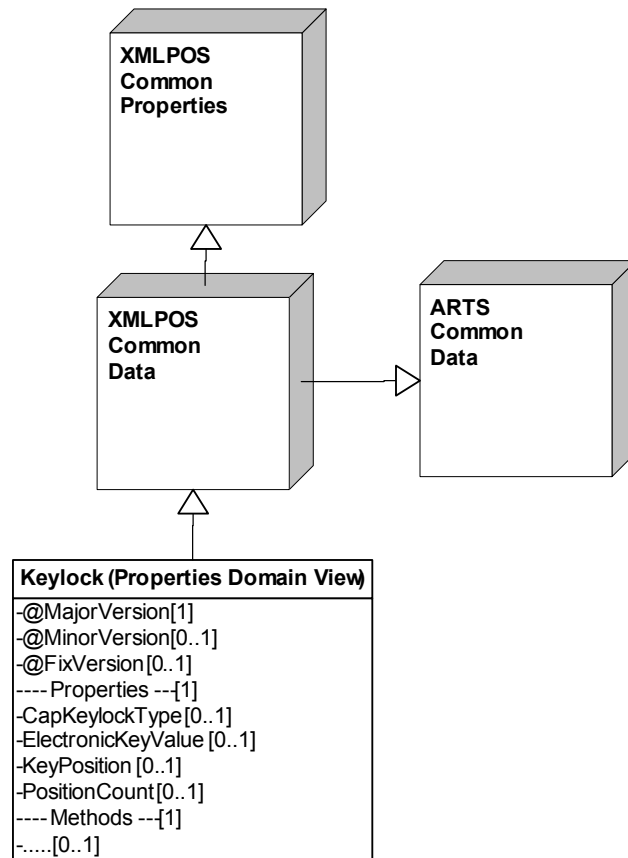 XMLPOS
Common
Properties
XMLPOS
Common
Data
ARTS
Common
Data
Keylock (Properties Domain View)
-@MajorVersion[1]
-@MinorVersion[0..1]
-@FixVersion[0..1]
---- Properties ---[1]
-CapKeylockType[0..1]
-ElectronicKeyValue [0..1]
-KeyPosition [0..1]
-PositionCount[0..1]
---- Methods ---[1]
-.....[0..1]